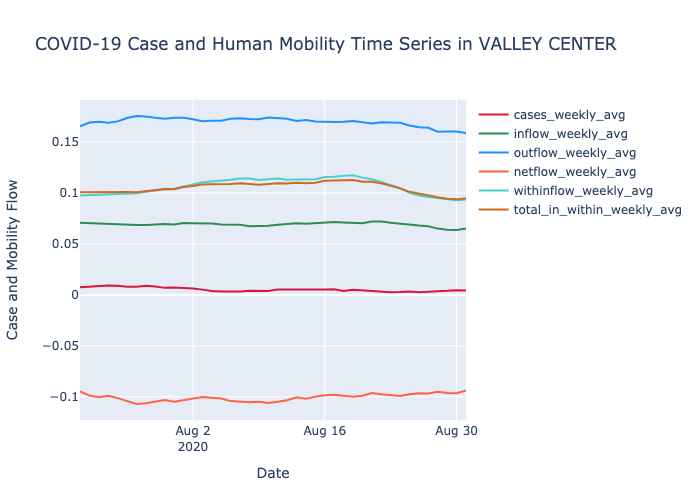 COVID-19 Case and Human Mobility Time Series in VALLEY CENTER
cases_weekly_avg
inflow_weekly_avg
outflow_weekly_avg
netflow_weekly_avg
withinflow_weekly_avg
total_in_within_weekly_avg
Case and Mobility Flow
0.15
0.1
0.05
0
−0.05
−0.1
Aug 2
2020
Aug 16
Aug 30
Date